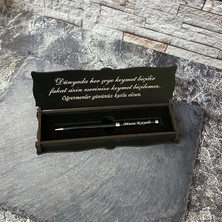 Dünyada her şeye kıymet biçilir
fakat sizin eserinize kıymet biçilemez.
Öğretmenler gününüz kutlu olsun.